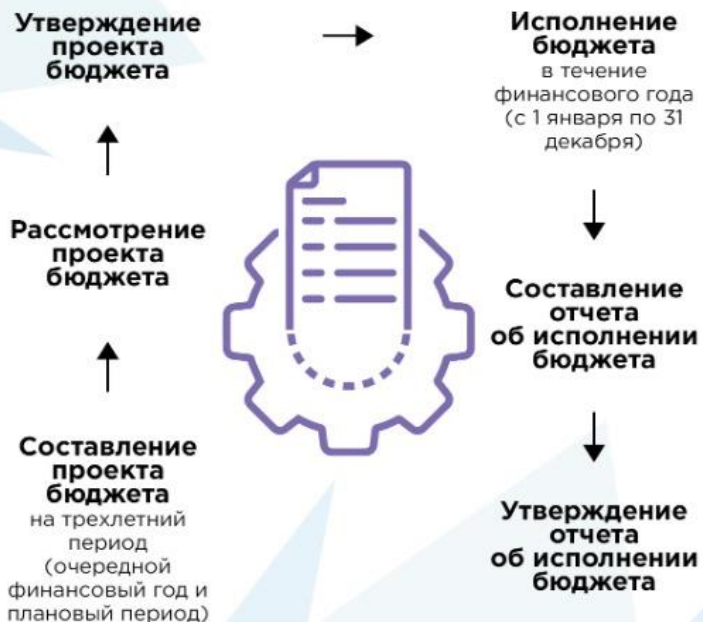 Утверждение
проекта
бюджета
Исполнение
бюджета
в течение
финансового года
(с 1 января по 31
декабря)
Рассмотрение
проекта
бюджета
Составление
отчета
об исполнении
бюджета
Составление
проекта
бюджета
на трехлетний
период
(очередной
финансовый год и
плановый период)
Утверждение
отчета
об исполнении
бюджета